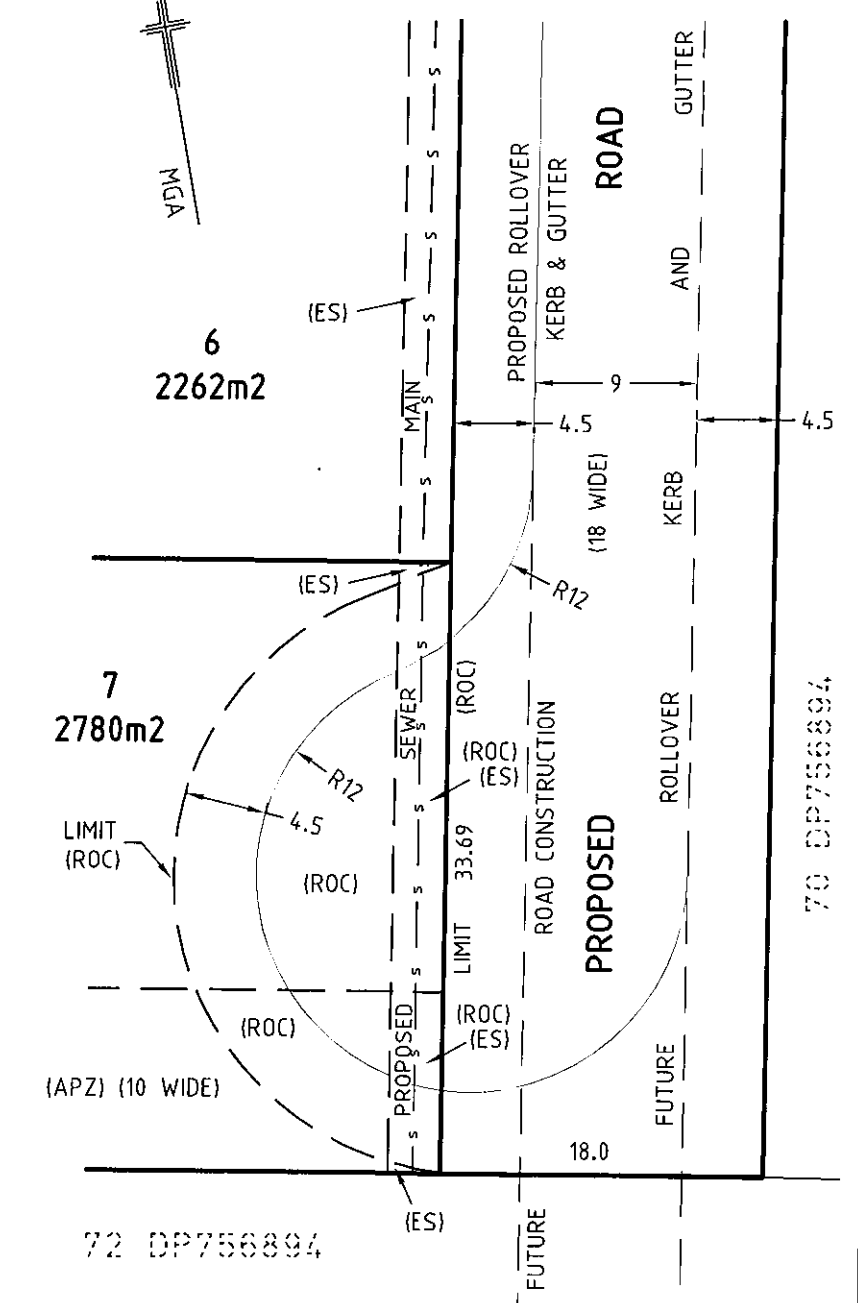 MGA
6
2262m2
(ES)
MAIN
PROPOSED ROLLOVER
KERB & GUTTER
ROAD
GUTTER
AND
9
4.5
4.5
(18 WIDE)
KERB
(ES)
R12
7
2780m2
SEWER
(ROC)
(ROC)
(ES)
R12
4.5
LIMIT
(ROC)
(ROC)
33.69
LIMIT
ROAD CONSTRUCTION
PROPOSED
ROLLOVER
70 DP756894
(ROC)
PROPOSED
(ROC)
(ES)
(APZ) (10 WIDE)
FUTURE
18.0
(ES)
FUTURE
72 DP756894
S
S
S
S
S
S
S
S
S
S
S
S
S
S